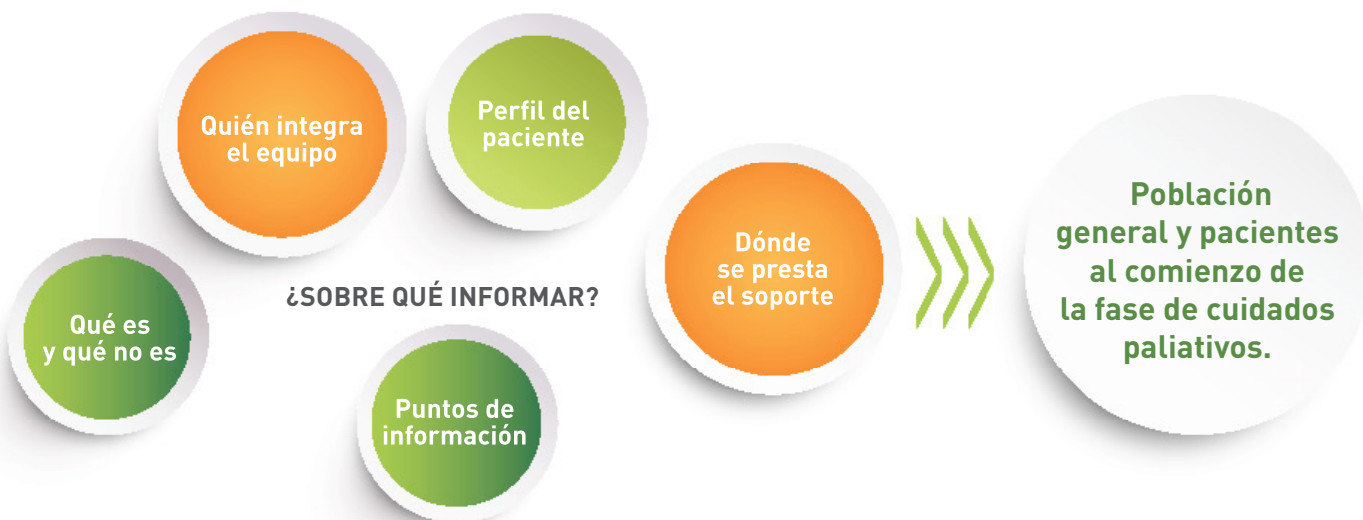 Quién integra
el equipo
Perfil del
paciente
Dónde
se presta
el soporte
¿SOBRE QUÉ INFORMAR?
Qué es
y qué no es
Puntos de
información
Población
general y pacientes
al comienzo de
la fase de cuidados
paliativos.